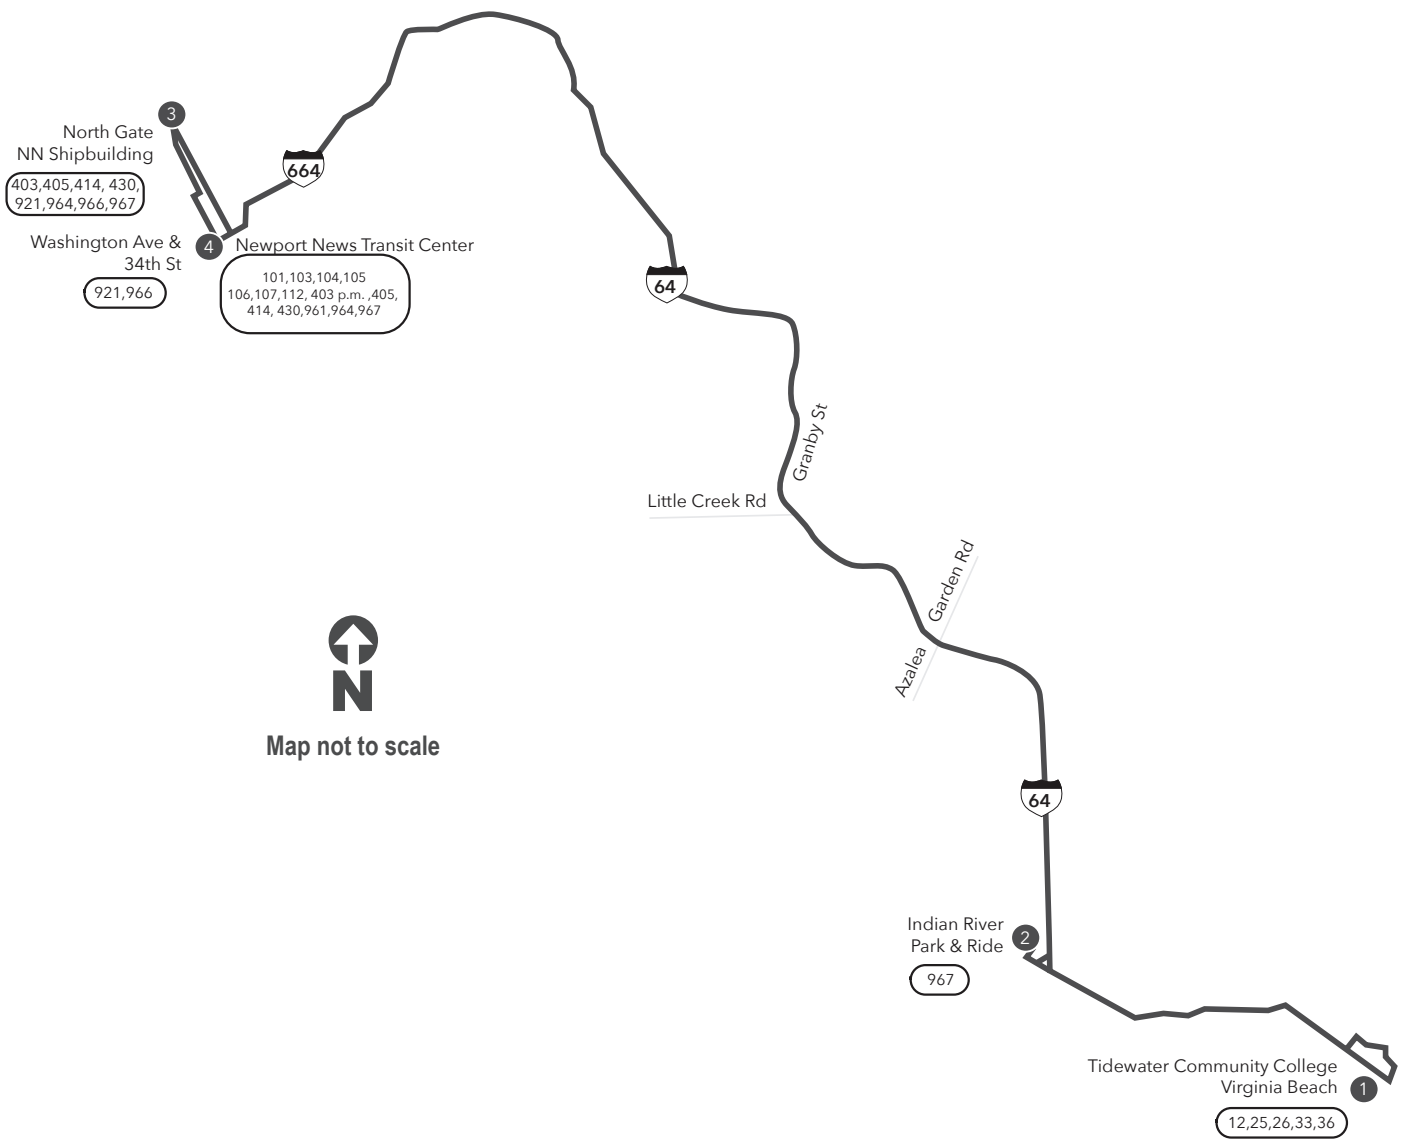 3
North Gate
NN Shipbuilding
403,405,414, 430,
921,964,966,967
664
Washington Ave &
34th St
4
Newport News Transit Center
921,966
101,103,104,105
106,107,112, 403 p.m. ,405,
414, 430,961,964,967
64
Granby St
Little Creek Rd
Garden Rd
Azalea
N
Map not to scale
64
Indian River
Park & Ride
2
967
Tidewater Community College
Virginia Beach
1
12,25,26,33,36